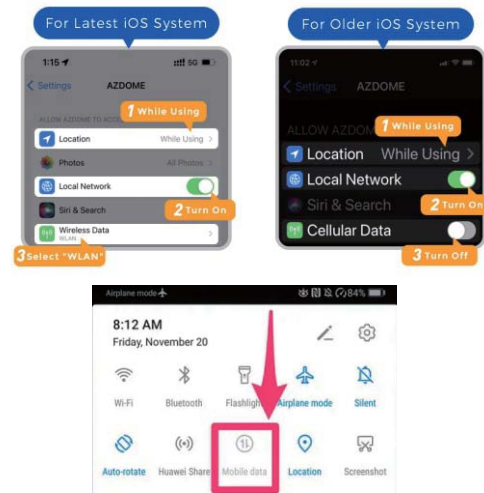 For Latest iOS System
1:15
5G
Settings
AZDOME
ALLOW AZDOME TO ACCE
1 While Using
Location
While Using
Photos
All Photos
Local Network
2 Turn On
Siri & Search
Wireless Data
WLAN
3 Select "WLAN"
For Older iOS System
11:02
Settings
AZDOME
ALLOW AZDOM
1 While Using
Location
While Using
Local Network
Siri & Search
2 Turn On
Cellular Data
3 Turn Off
Airplane mode
84%
8:12 AM
Friday, November 20
Wi-Fi
Bluetooth
Flashligh
Airplane mode
Silent
Auto-rotate
Huawei Share
Mobile data
Location
Screenshot